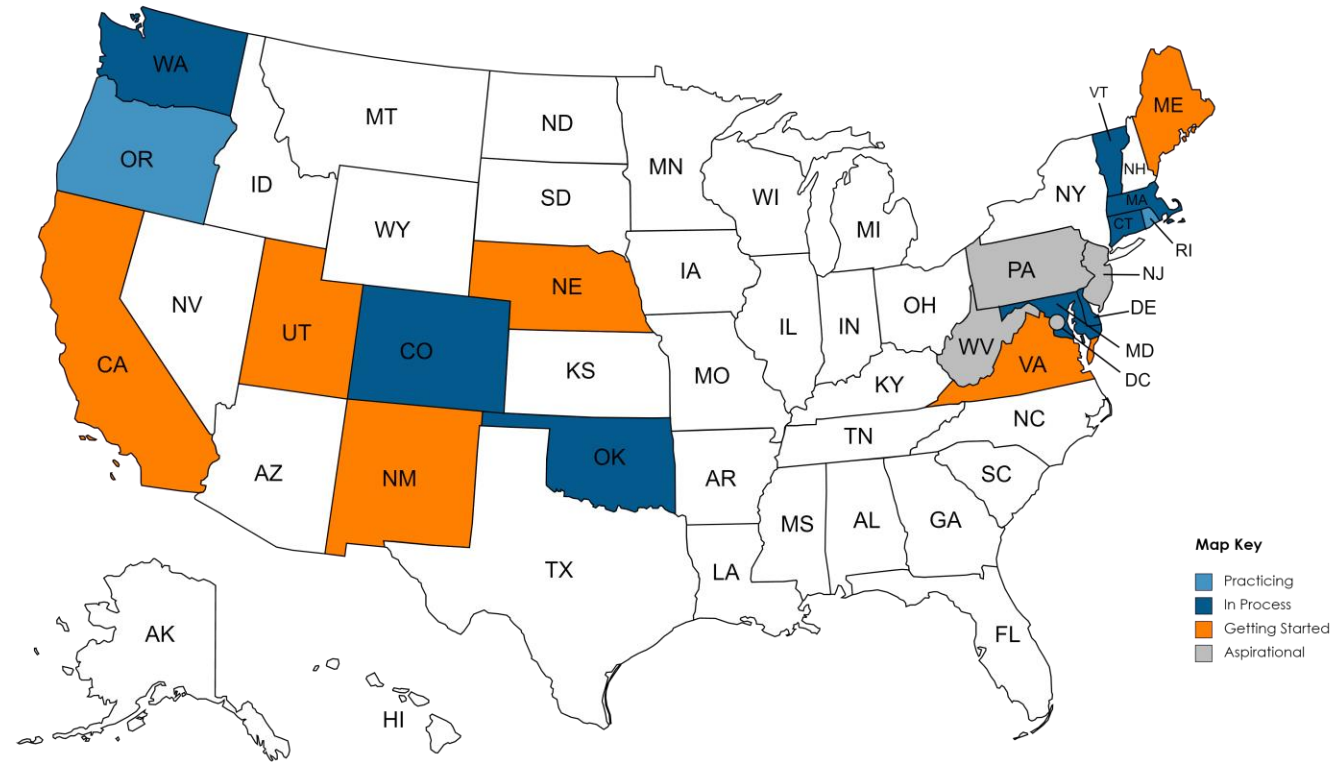 WA
OR
CA
NV
ID
MT
WY
UT
AZ
CO
NM
ND
SD
NE
KS
OK
TX
MN
IA
MO
AR
LA
WI
IL
MI
IN
OH
KY
TN
MS
AL
GA
FL
SC
NC
VA
WV
PA
NY
VT
NH
ME
MA
CT
RI
NJ
DE
MD
DC
AK
HI
Map Key
Practicing
In Process
Getting Started
Aspirational